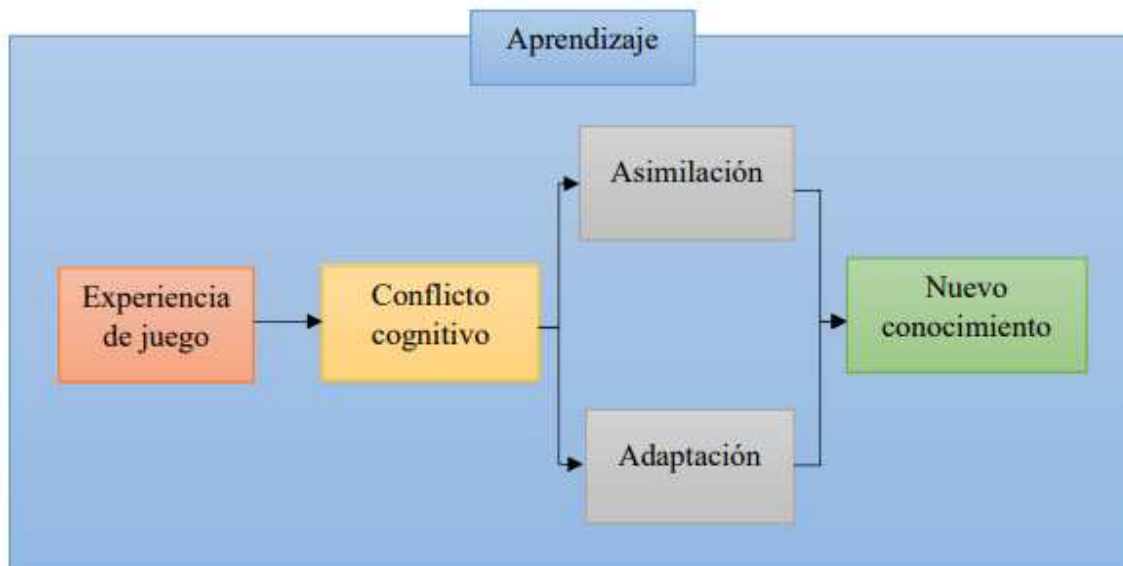 Aprendizaje
Asimilación
Experiencia
de juego
Conflicto
cognitivo
Nuevo
conocimiento
Adaptación